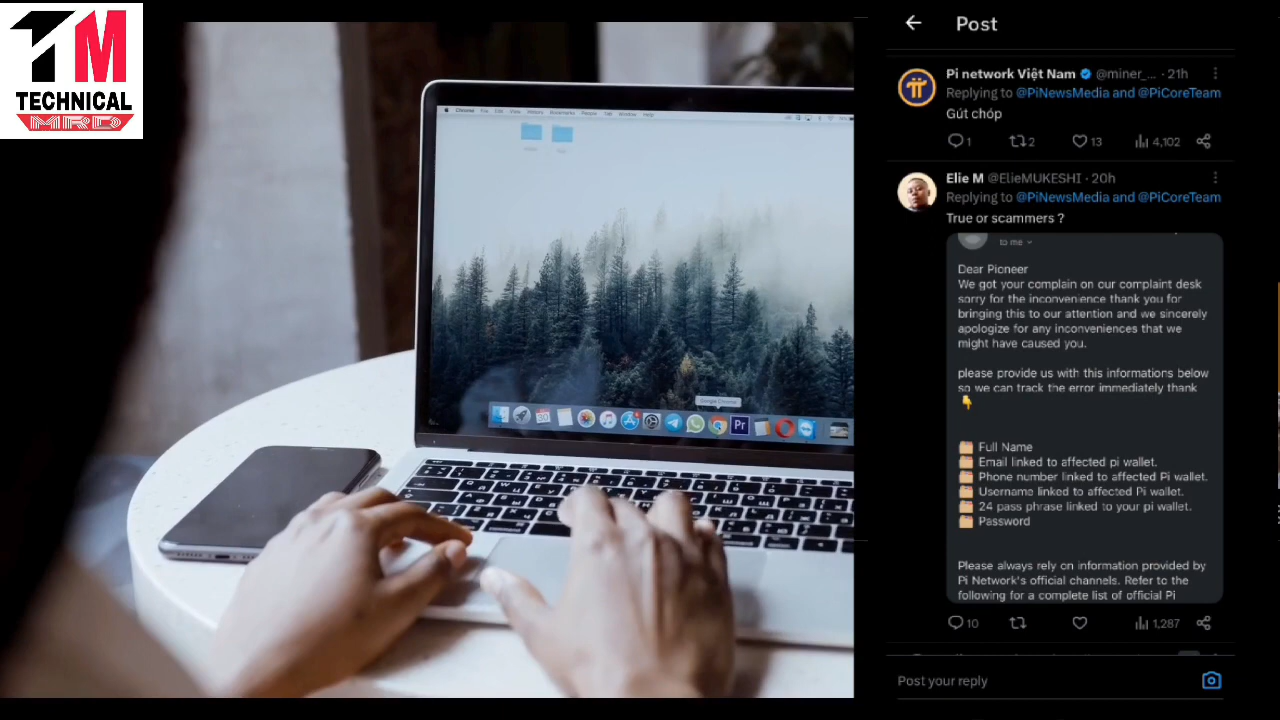 TM
TECHNICAL
MRD
Google Chrome
Pr
Post
Pi network Việt Nam @miner_... · 21h
Replying to @PiNewsMedia and @PiCoreTeam
Gút chóp
1 2 13 4,102
Elie M @ElieMUKESHI · 20h
Replying to @PiNewsMedia and @PiCoreTeam
True or scammers ?
to me
Dear Pioneer
We got your complain on our complaint desk
sorry for the inconvenience thank you for
bringing this to our attention and we sincerely
apologize for any inconveniences that we
might have caused you.
please provide us with this informations below
so we can track the error immediately thank
👇
Full Name
Email linked to affected pi wallet.
Phone number linked to affected Pi wallet.
Username linked to affected Pi wallet.
24 pass phrase linked to your pi wallet.
Password
Please always rely on information provided by
Pi Network's official channels. Refer to the
following for a complete list of official Pi
10 1,287
Post your reply